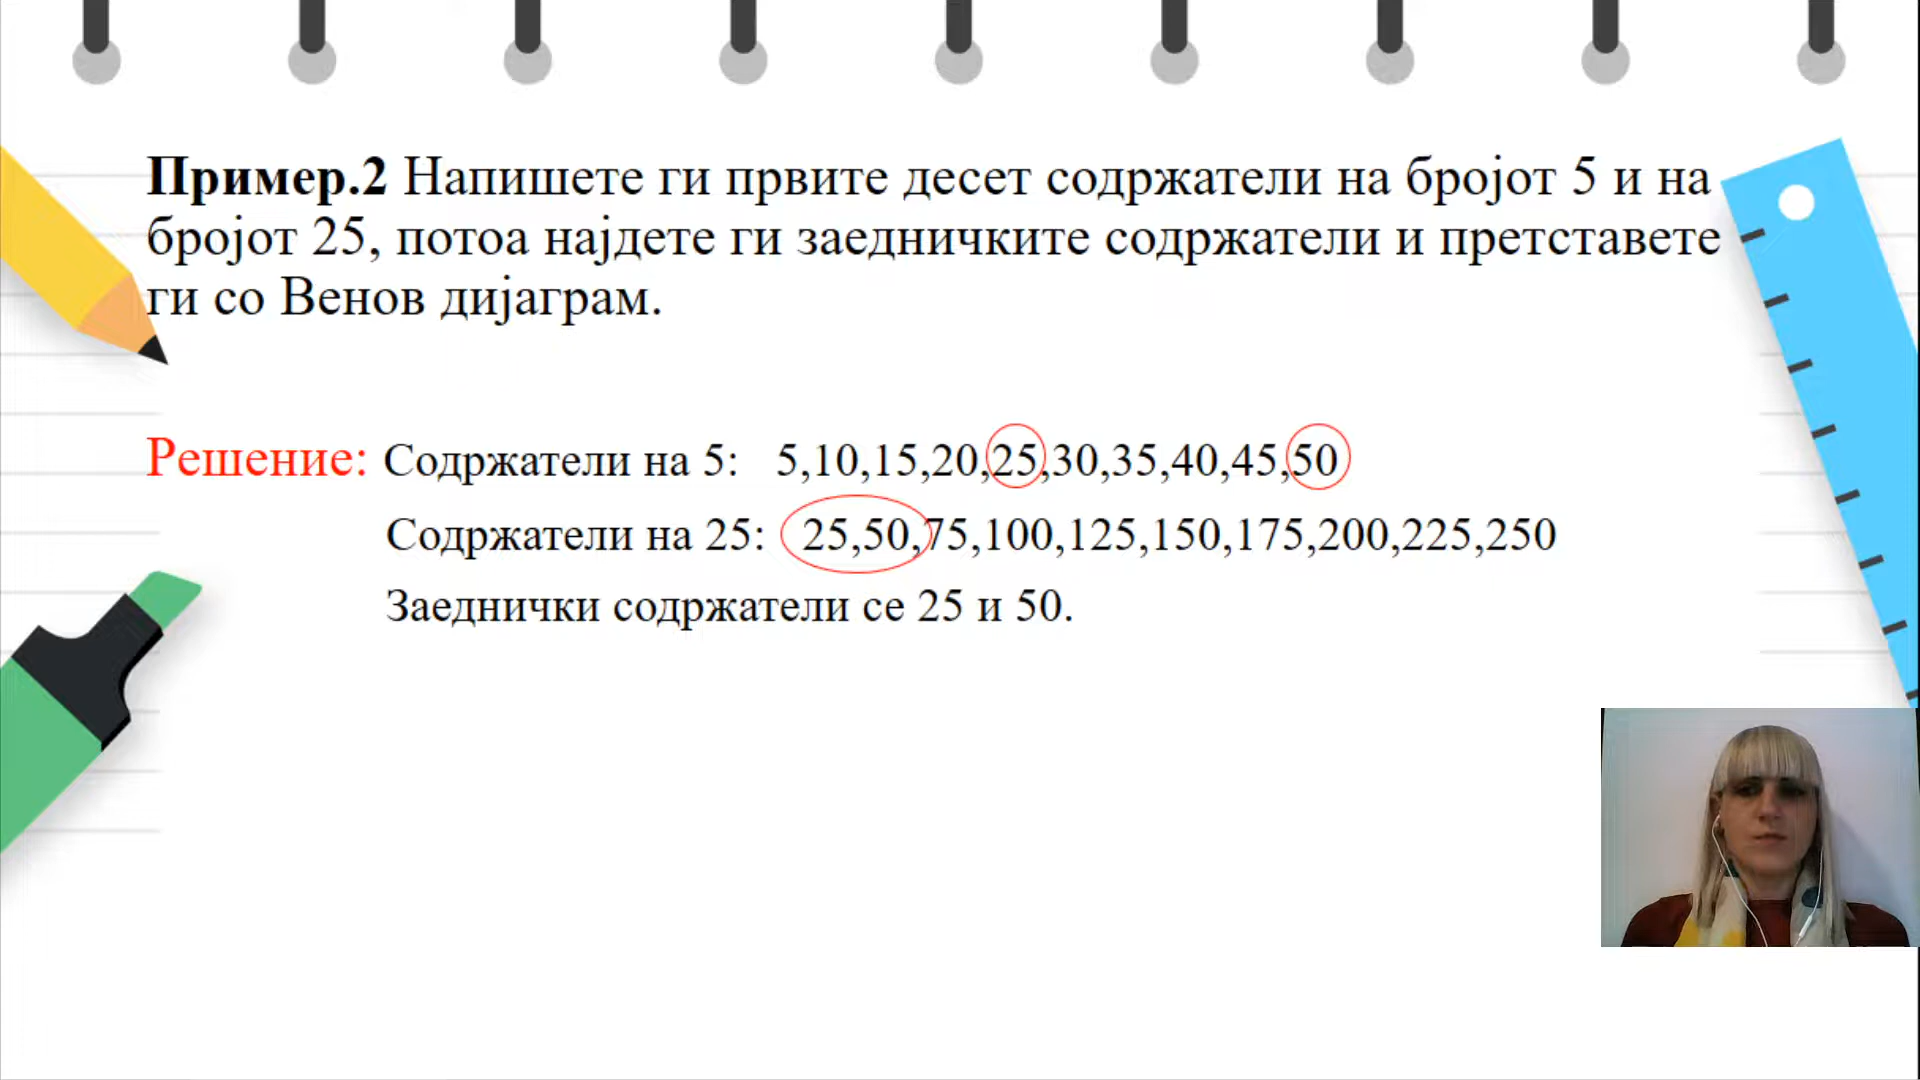 Пример.2 Напишете ги првите десет содржатели на бројот 5 и на
бројот 25, потоа најдете ги заедничките содржатели и претставете
ги со Венов дијаграм.
Решение: Содржатели на 5: 5,10,15,20,25,30,35,40,45,50
Содржатели на 25: 25,50,75,100,125,150,175,200,225,250
Заеднички содржатели се 25 и 50.